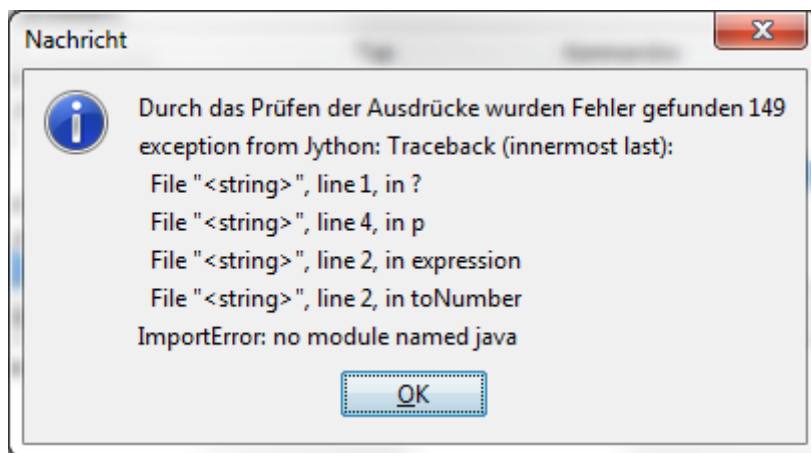 Nachricht
Durch das Prüfen der Ausdrücke wurden Fehler gefunden 149
exception from Jython: Traceback (innermost last):
File "<string>", line 1, in ?
File "<string>", line 4, in p
File "<string>", line 2, in expression
File "<string>", line 2, in toNumber
ImportError: no module named java
OK